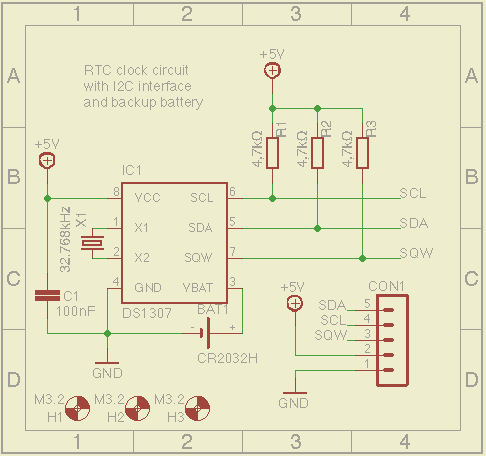 1 2 3 4
A A
RTC clock circuit
with I2C interface
and backup battery
+5V
4,7kΩ R1 4,7kΩ R2 4,7kΩ R3
B B
+5V
IC1
8 VCC SCL 6 SCL
1 X1 SDA 5 SDA
2 X2 SQW 7 SQW
4 GND VBAT 3
32.768kHz X1
C C
C1
100nF
DS1307
BAT1
- +
CR2032H
GND
+5V
CON1
SDA 5
SCL 4
SQW 3
2
1
GND
D D
M3.2 M3.2 M3.2
H1 H2 H3
1 2 3 4